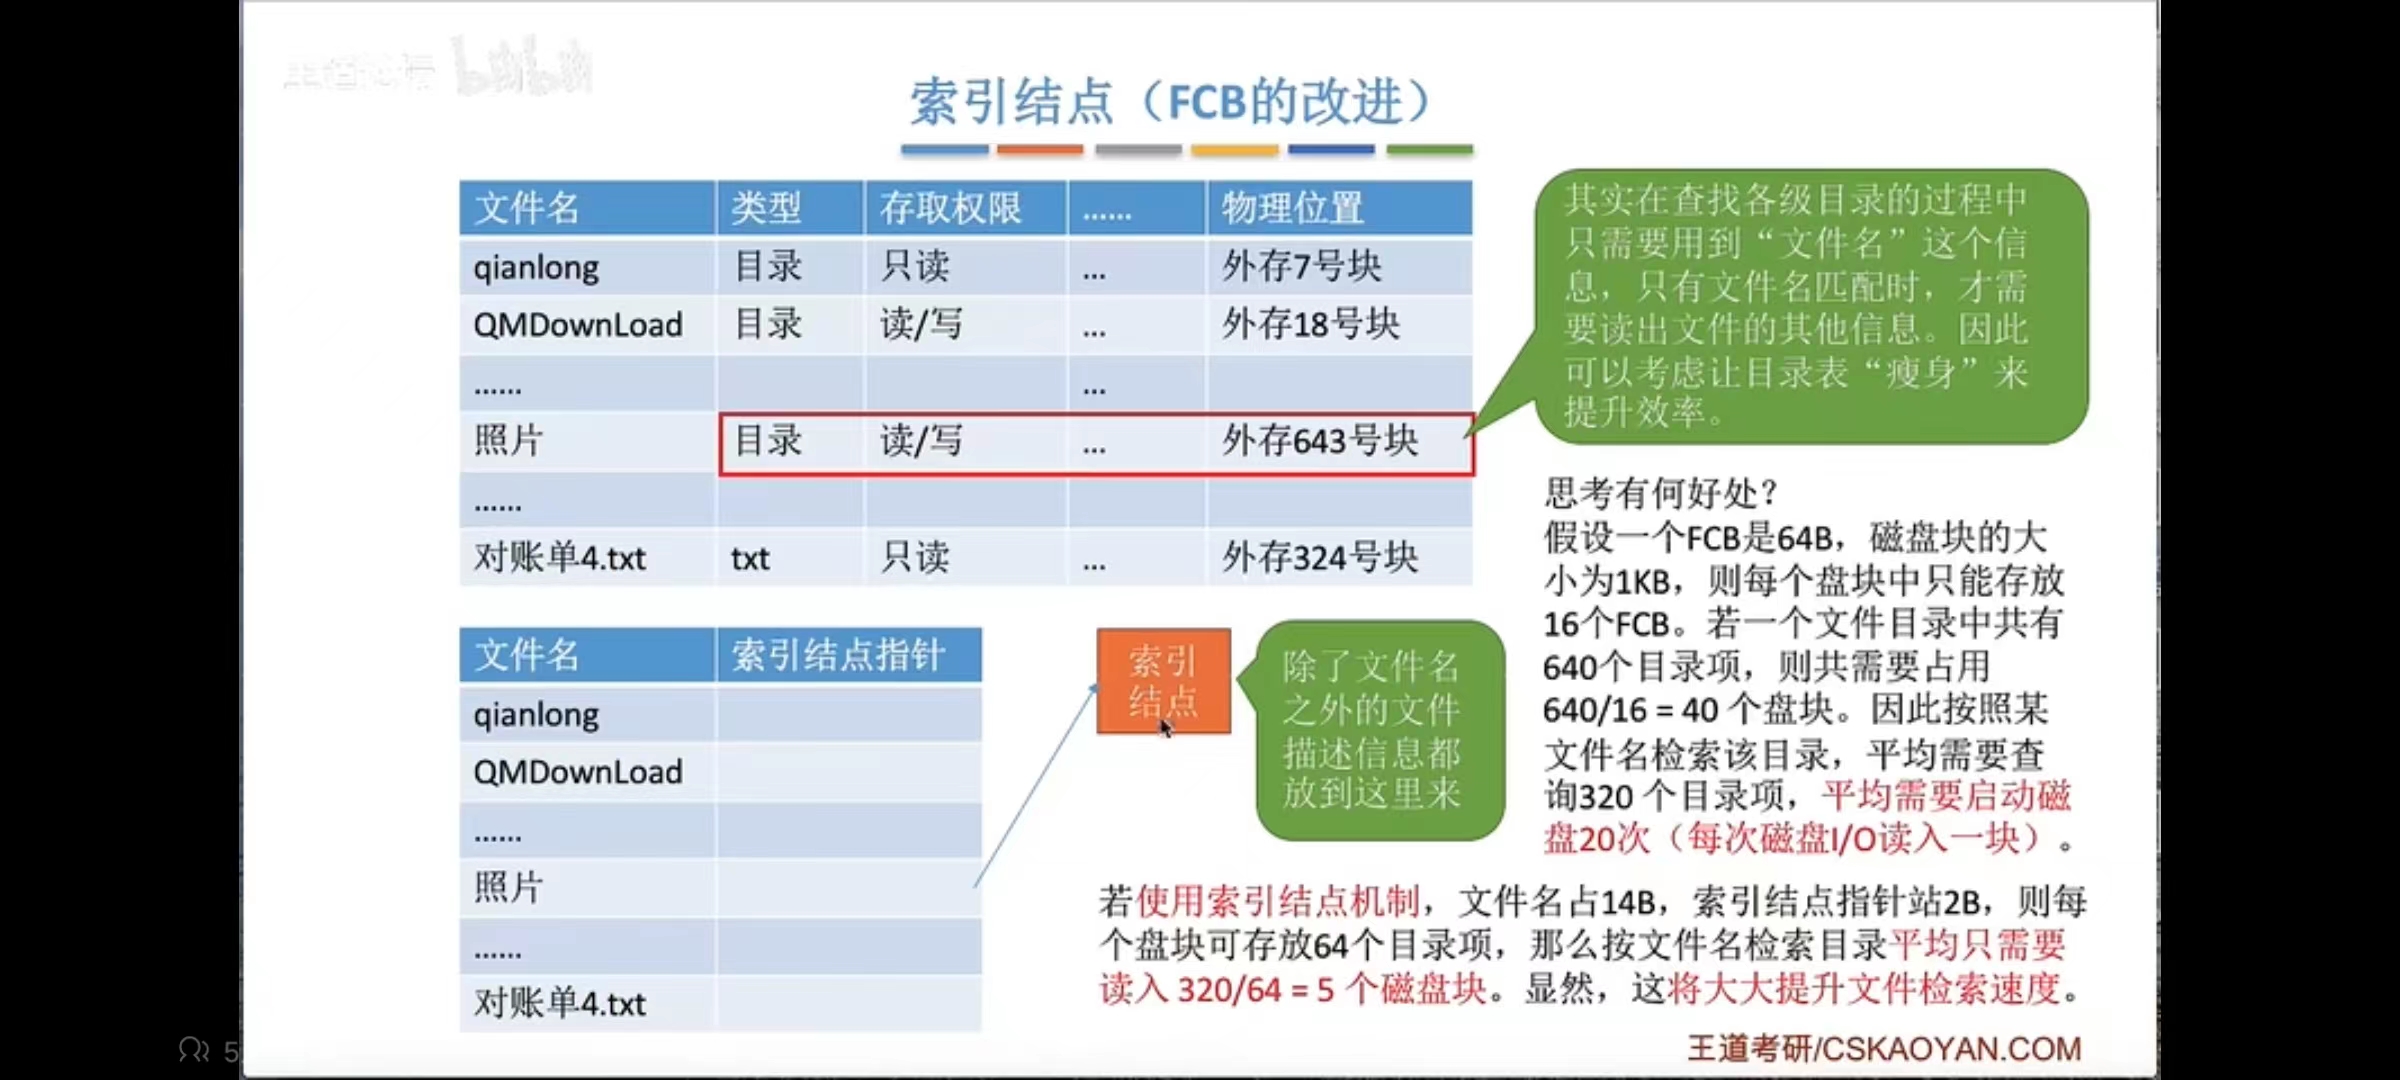 索引结点（FCB的改进）
文件名 类型 存取权限 …… 物理位置
qianlong 目录 只读 ... 外存7号块
QMDownLoad 目录 读/写 ... 外存18号块
…… ...
照片 目录 读/写 ... 外存643号块
……
对账单4.txt txt 只读 ... 外存324号块
其实在查找各级目录的过程中
只需要用到“文件名”这个信
息，只有文件名匹配时，才需
要读出文件的其他信息。因此
可以考虑让目录表“瘦身”来
提升效率。
思考有何好处？
假设一个FCB是64B，磁盘块的大
小为1KB，则每个盘块中只能存放
16个FCB。若一个文件目录中共有
640个目录项，则共需要占用
640/16 = 40 个盘块。因此按照某
文件名检索该目录，平均需要查
询320 个目录项，平均需要启动磁
盘20次（每次磁盘I/O读入一块）。
文件名 索引结点指针
qianlong
QMDownLoad
……
照片
……
对账单4.txt
索引
结点
除了文件名
之外的文件
描述信息都
放到这里来
若使用索引结点机制，文件名占14B，索引结点指针站2B，则每
个盘块可存放64个目录项，那么按文件名检索目录平均只需要
读入 320/64 = 5 个磁盘块。显然，这将大大提升文件检索速度。
王道考研/CSKAOYAN.COM
5